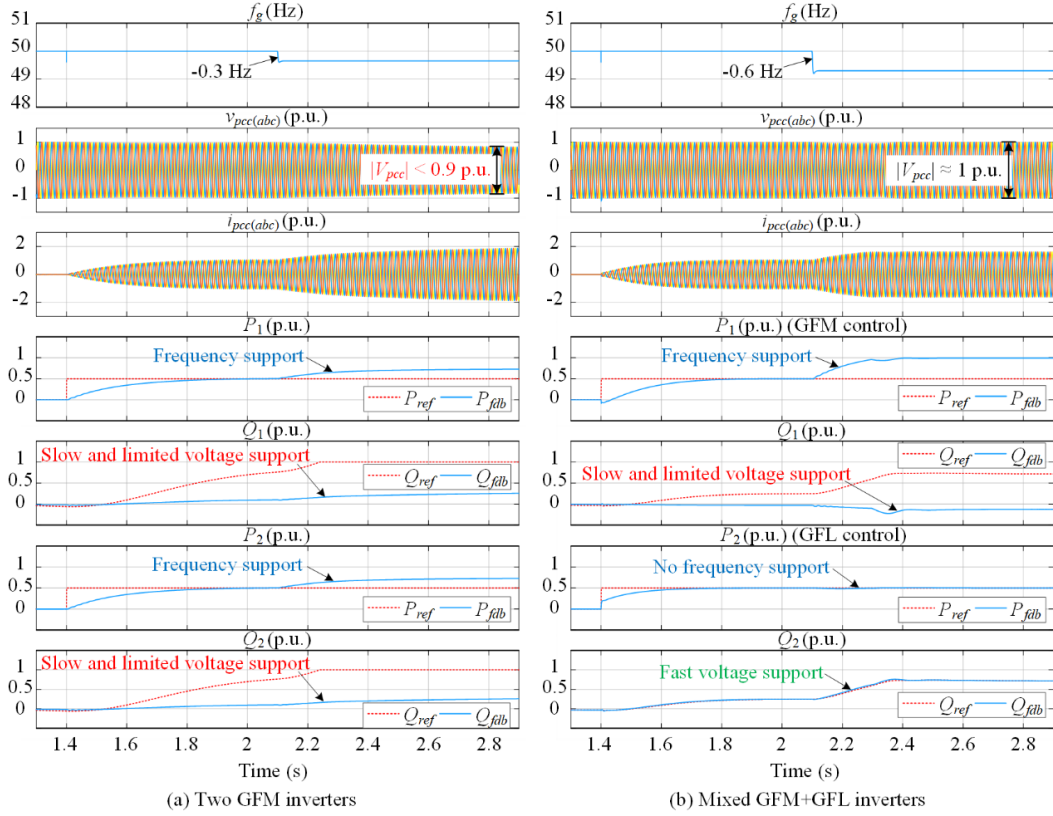 f_g (Hz)
51
50
49
48
-0.3 Hz
v_pcc(abc) (p.u.)
1
0
-1
|V_pcc| < 0.9 p.u.
i_pcc(abc) (p.u.)
2
0
-2
P_1 (p.u.)
1
0.5
0
Frequency support
P_ref P_fdb
Q_1 (p.u.)
1
0.5
0
Slow and limited voltage support
Q_ref Q_fdb
P_2 (p.u.)
1
0.5
0
Frequency support
P_ref P_fdb
Q_2 (p.u.)
1
0.5
0
Slow and limited voltage support
Q_ref Q_fdb
1.4 1.6 1.8 2 2.2 2.4 2.6 2.8
Time (s)
(a) Two GFM inverters
f_g (Hz)
51
50
49
48
-0.6 Hz
v_pcc(abc) (p.u.)
1
0
-1
|V_pcc| ≈ 1 p.u.
i_pcc(abc) (p.u.)
2
0
-2
P_1 (p.u.) (GFM control)
1
0.5
0
Frequency support
P_ref P_fdb
Q_1 (p.u.)
1
0.5
0
Slow and limited voltage support
Q_ref Q_fdb
P_2 (p.u.) (GFL control)
1
0.5
0
No frequency support
P_ref P_fdb
Q_2 (p.u.)
1
0.5
0
Fast voltage support
Q_ref Q_fdb
1.4 1.6 1.8 2 2.2 2.4 2.6 2.8
Time (s)
(b) Mixed GFM+GFL inverters